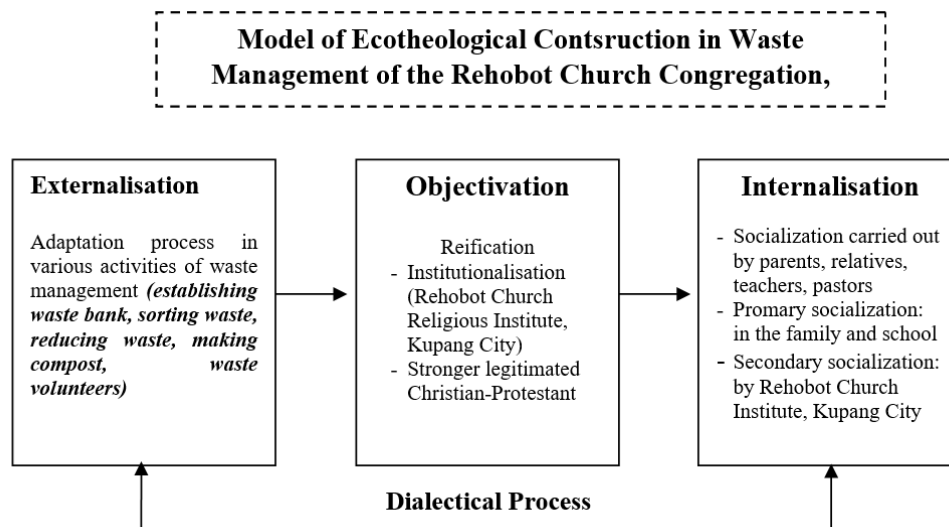 Model of Ecotheological Contsruction in Waste
Management of the Rehobot Church Congregation,
Externalisation
Adaptation process in
various activities of waste
management (establishing
waste bank, sorting waste,
reducing waste, making
compost, waste
volunteers)
Objectivation
Reification
- Institutionalisation
(Rehobot Church
Religious Institute,
Kupang City)
- Stronger legitimated
Christian-Protestant
Internalisation
- Socialization carried out
by parents, relatives,
teachers, pastors
- Promary socialization:
in the family and school
- Secondary socialization:
by Rehobot Church
Institute, Kupang City
Dialectical Process